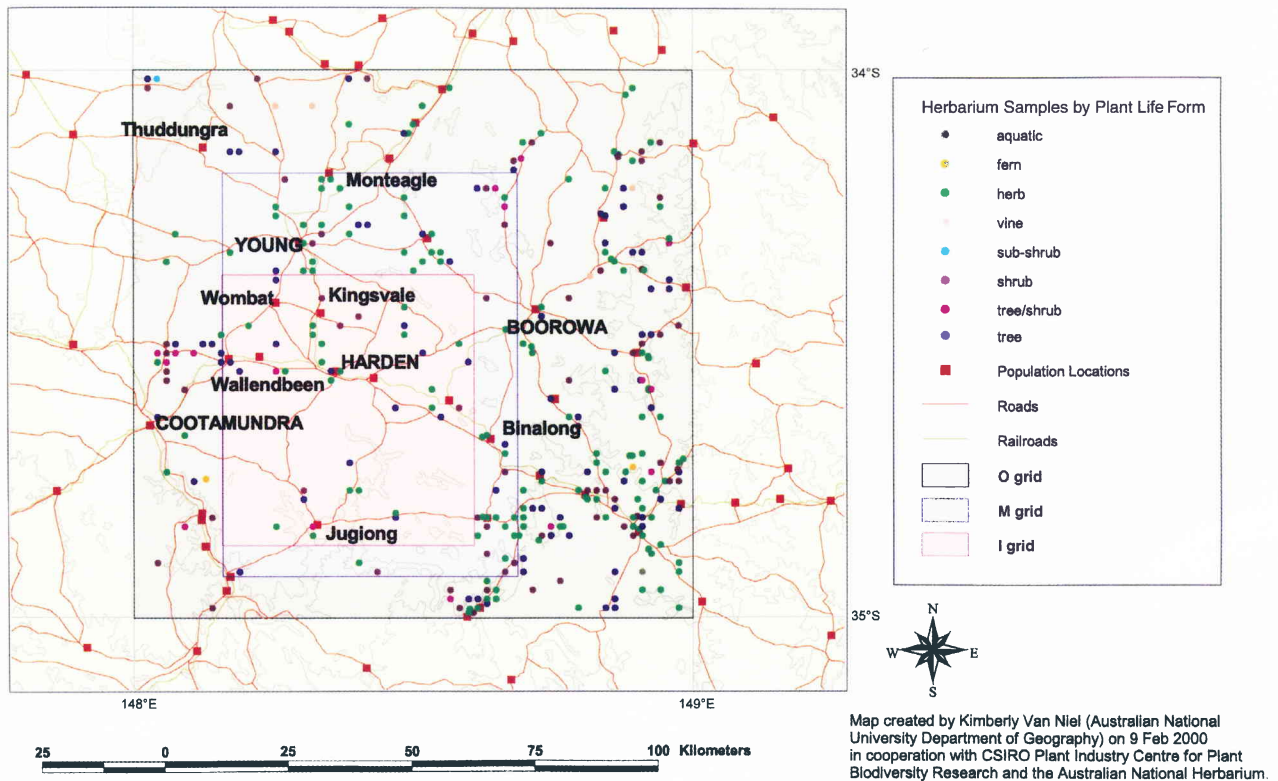 34°S
Thuddungra
Monteagle
YOUNG
Wombat
Kingsvale
BOOROWA
HARDEN
Wallendbeen
COOTAMUNDRA
Binalong
Jugiong
35°S
148°E
149°E
25 0 25 50 75 100 Kilometers
Herbarium Samples by Plant Life Form
aquatic
fern
herb
vine
sub-shrub
shrub
tree/shrub
tree
Population Locations
Roads
Railroads
O grid
M grid
I grid
N
W E
S
Map created by Kimberly Van Niel (Australian National
University Department of Geography) on 9 Feb 2000
in cooperation with CSIRO Plant Industry Centre for Plant
Biodiversity Research and the Australian National Herbarium.